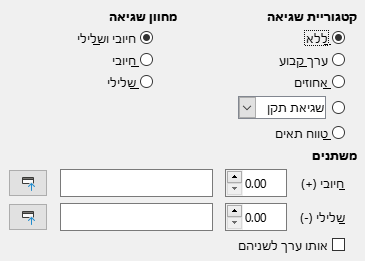 קטגוריית שגיאה
ללא
ערך קבוע
אחוזים
שגיאת תקן
טווח תאים
מחוון שגיאה
חיובי ושלילי
חיובי
שלילי
משתנים
חיובי (+) 0.00
שלילי (-) 0.00
אותו ערך לשניהם